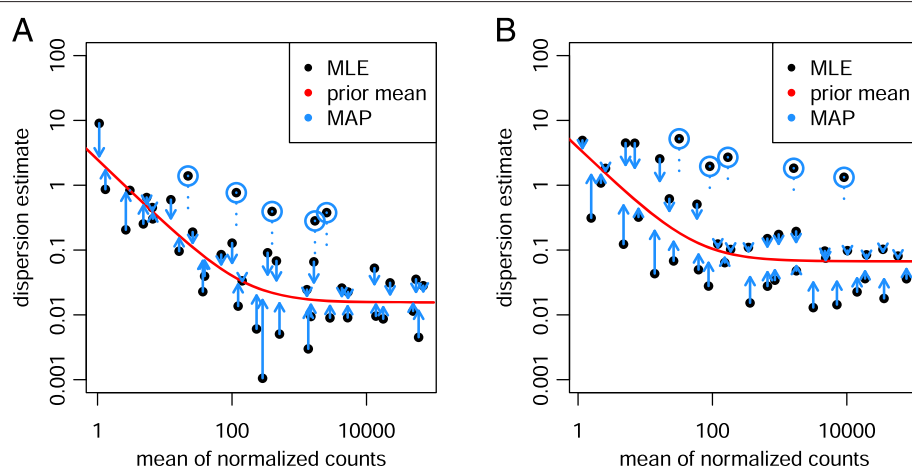 A
dispersion estimate
100
10
1
0.1
0.01
0.001
MLE
prior mean
MAP
1
100
10000
mean of normalized counts
B
dispersion estimate
100
10
1
0.1
0.01
0.001
MLE
prior mean
MAP
1
100
10000
mean of normalized counts